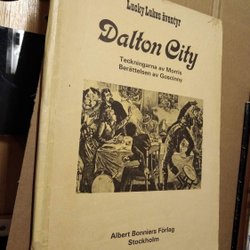 Lucky Lukes äventyr
Dalton City
Teckningarna av Morris
Berättelsen av Goscinny
Albert Bonniers Förlag
Stockholm